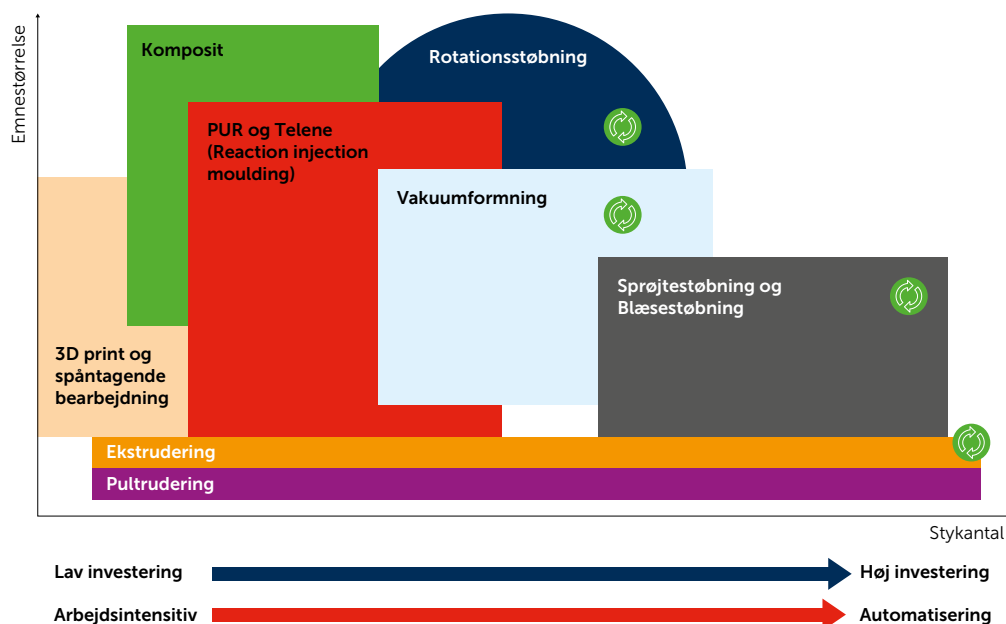 Emnestørrelse
Komposit
Rotationsstøbning
PUR og Telene
(Reaction injection
moulding)
Vakuumformning
Sprøjtestøbning og
Blæsestøbning
3D print og
spåntagende
bearbejdning
Ekstrudering
Pultrudering
Stykantal
Lav investering
Høj investering
Arbejdsintensitiv
Automatisering